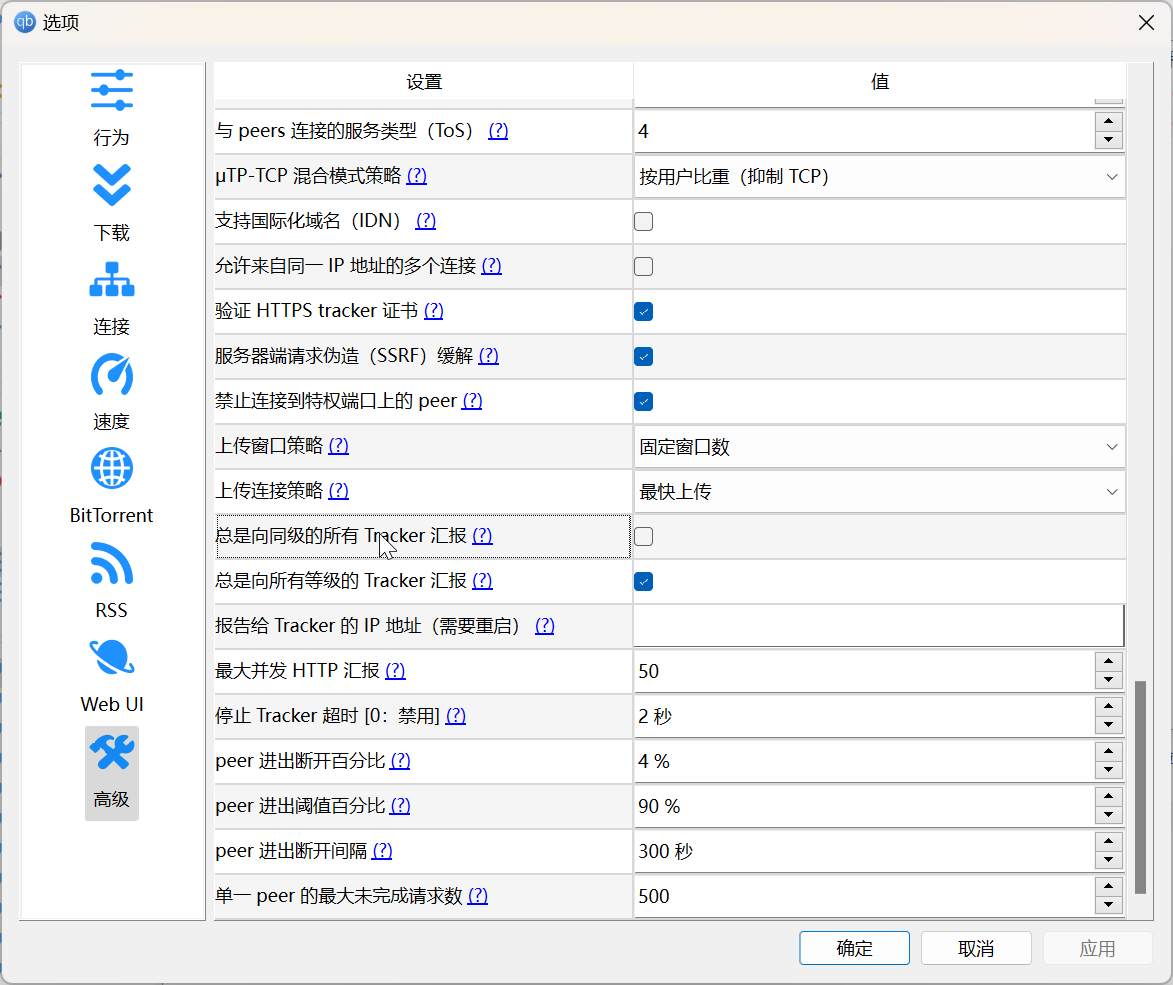 qb 选项
行为
下载
连接
速度
BitTorrent
RSS
Web UI
高级
设置 值
与 peers 连接的服务类型（ToS） (?) 4
μTP-TCP 混合模式策略 (?) 按用户比重（抑制 TCP）
支持国际化域名（IDN） (?)
允许来自同一 IP 地址的多个连接 (?)
验证 HTTPS tracker 证书 (?)
服务器端请求伪造（SSRF）缓解 (?)
禁止连接到特权端口上的 peer (?)
上传窗口策略 (?) 固定窗口数
上传连接策略 (?) 最快上传
总是向同级的所有 Tracker 汇报 (?)
总是向所有等级的 Tracker 汇报 (?)
报告给 Tracker 的 IP 地址（需要重启） (?)
最大并发 HTTP 汇报 (?) 50
停止 Tracker 超时 [0：禁用] (?) 2 秒
peer 进出断开百分比 (?) 4 %
peer 进出阈值百分比 (?) 90 %
peer 进出断开间隔 (?) 300 秒
单一 peer 的最大未完成请求数 (?) 500
确定 取消 应用